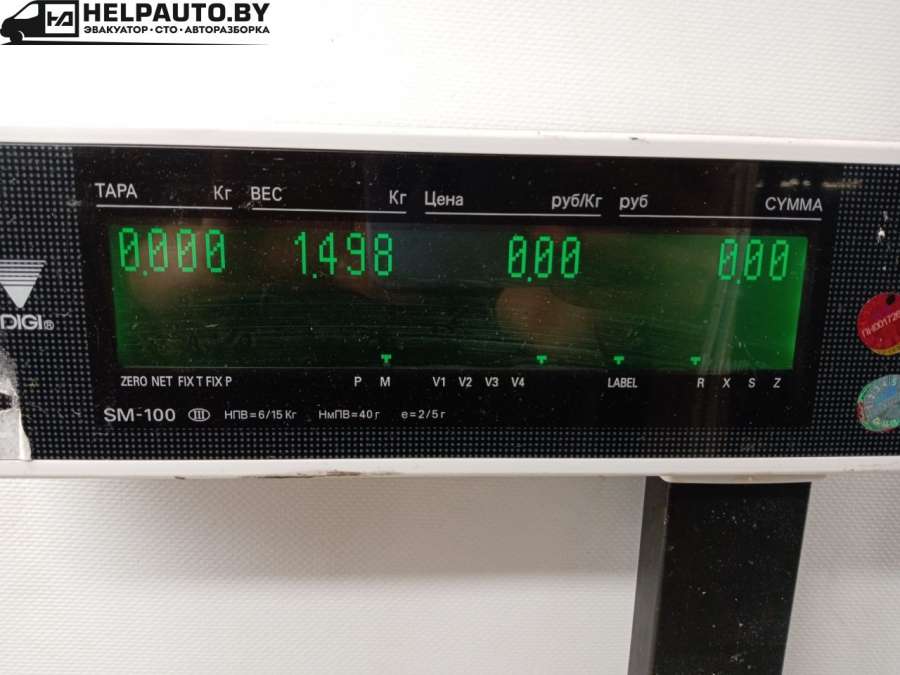 HELPAUTO.BY
ЭВАКУАТОР · СТО · АВТОРАЗБОРКА
ТАРА Кг ВЕС Кг Цена руб/Кг руб СУММА
0.000 1.498 0.00 0.00
DIGI®
ZERO NET FIX T FIX P P M V1 V2 V3 V4 LABEL R X S Z
SM-100 III НПВ=6/15 Кг НмПВ=40 г е=2/5 г